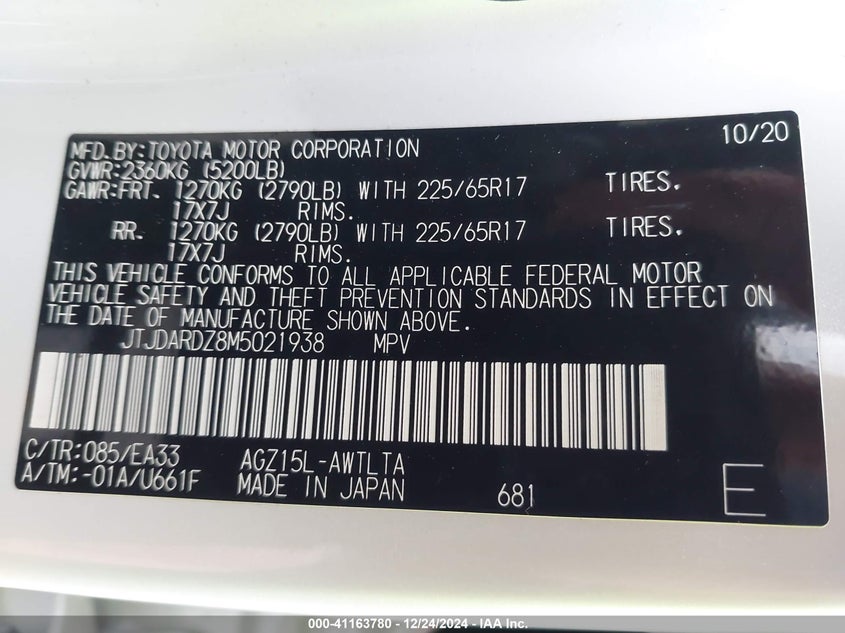 10/20
MFD.BY:TOYOTA MOTOR CORPORATION
GVWR:2360KG (5200LB)
GAWR:FRT. 1270KG (2790LB) WITH 225/65R17 TIRES.
17X7J RIMS.
RR. 1270KG (2790LB) WITH 225/65R17 TIRES.
17X7J RIMS.
THIS VEHICLE CONFORMS TO ALL APPLICABLE FEDERAL MOTOR
VEHICLE SAFETY AND THEFT PREVENTION STANDARDS IN EFFECT ON
THE DATE OF MANUFACTURE SHOWN ABOVE.
JTJDARDZ8M5021938 MPV
C/TR:085/EA33 AGZ15L-AWTLTA
A/TM:-01A/U661F MADE IN JAPAN 681 E
000-41163780 - 12/24/2024 - IAA Inc.